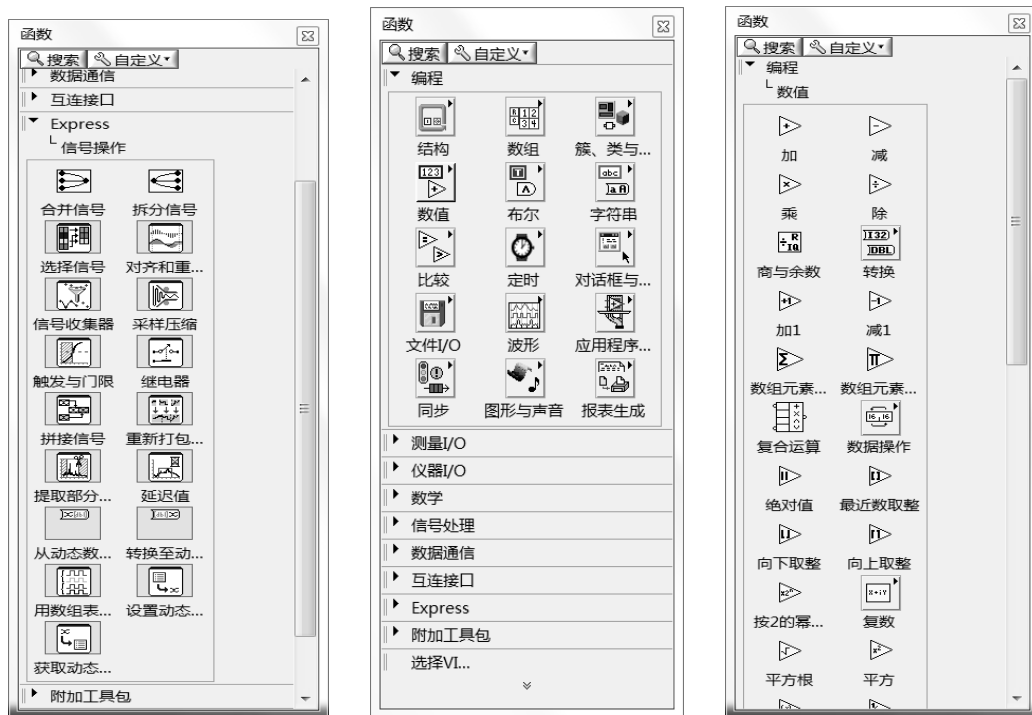 函数
搜索 自定义
数据通信
互连接口
Express
信号操作
合并信号 拆分信号
选择信号 对齐和重...
信号收集器 采样压缩
触发与门限 继电器
拼接信号 重新打包...
提取部分... 延迟值
从动态数... 转换至动...
用数组表... 设置动态...
获取动态...
附加工具包
函数
搜索 自定义
编程
结构 数组 簇、类与...
数值 布尔 字符串
比较 定时 对话框与...
文件I/O 波形 应用程序...
同步 图形与声音 报表生成
测量I/O
仪器I/O
数学
信号处理
数据通信
互连接口
Express
附加工具包
选择VI...
函数
搜索 自定义
编程
数值
加 减
乘 除
商与余数 转换
加1 减1
数组元素... 数组元素...
复合运算 数据操作
绝对值 最近数取整
向下取整 向上取整
按2的幂... 复数
平方根 平方